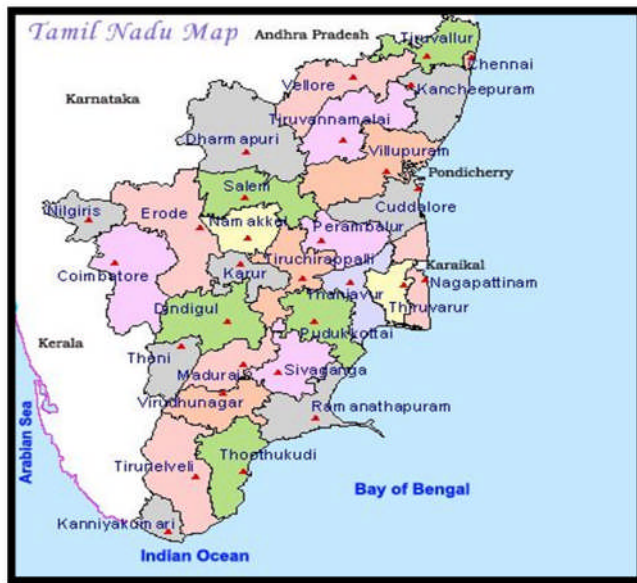 Tamil Nadu Map
Andhra Pradesh
Tiruvallur
Chennai
Vellore
Kancheepuram
Karnataka
Tiruvannamalai
Dharmapuri
Villupuram
Pondicherry
Salem
Nilgiris
Erode
Cuddalore
Namakkal
Perambalur
Tiruchirappalli
Karaikal
Coimbatore
Karur
Nagapattinam
Thanjavur
Thiruvarur
Dindigul
Pudukkottai
Kerala
Theni
Madurai
Sivaganga
Virudhunagar
Ramanathapuram
Arabian Sea
Tirunelveli
Thoothukudi
Bay of Bengal
Kanniyakumari
Indian Ocean